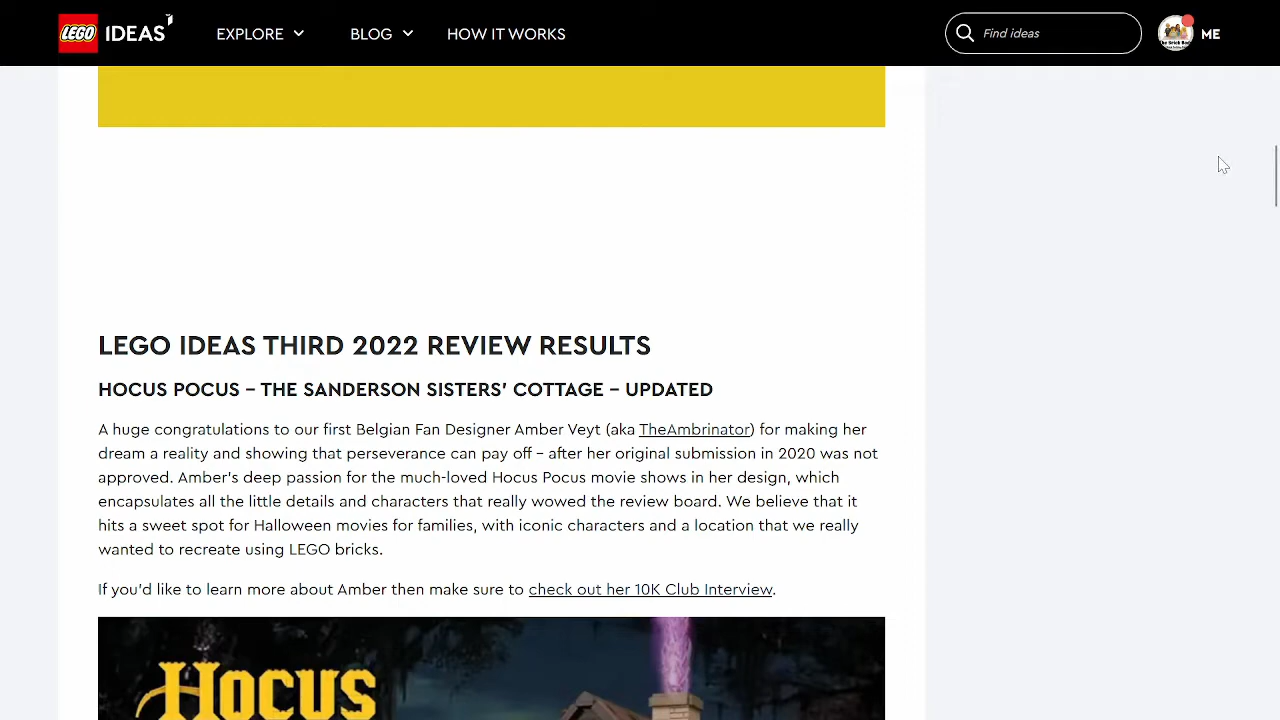 LEGO IDEAS EXPLORE BLOG HOW IT WORKS Find ideas ME
LEGO IDEAS THIRD 2022 REVIEW RESULTS
HOCUS POCUS – THE SANDERSON SISTERS’ COTTAGE – UPDATED
A huge congratulations to our first Belgian Fan Designer Amber Veyt (aka TheAmbrinator) for making her
dream a reality and showing that perseverance can pay off – after her original submission in 2020 was not
approved. Amber’s deep passion for the much-loved Hocus Pocus movie shows in her design, which
encapsulates all the little details and characters that really wowed the review board. We believe that it
hits a sweet spot for Halloween movies for families, with iconic characters and a location that we really
wanted to recreate using LEGO bricks.
If you’d like to learn more about Amber then make sure to check out her 10K Club Interview.
Hocus